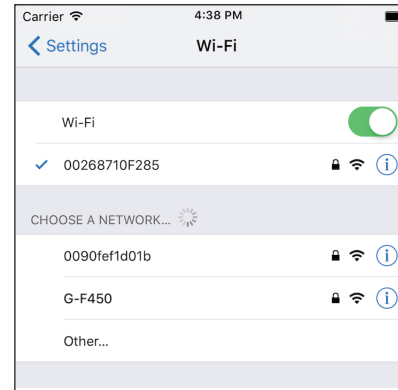 Carrier 4:38 PM
Settings Wi-Fi
Wi-Fi
00268710F285
CHOOSE A NETWORK...
0090fef1d01b
G-F450
Other...